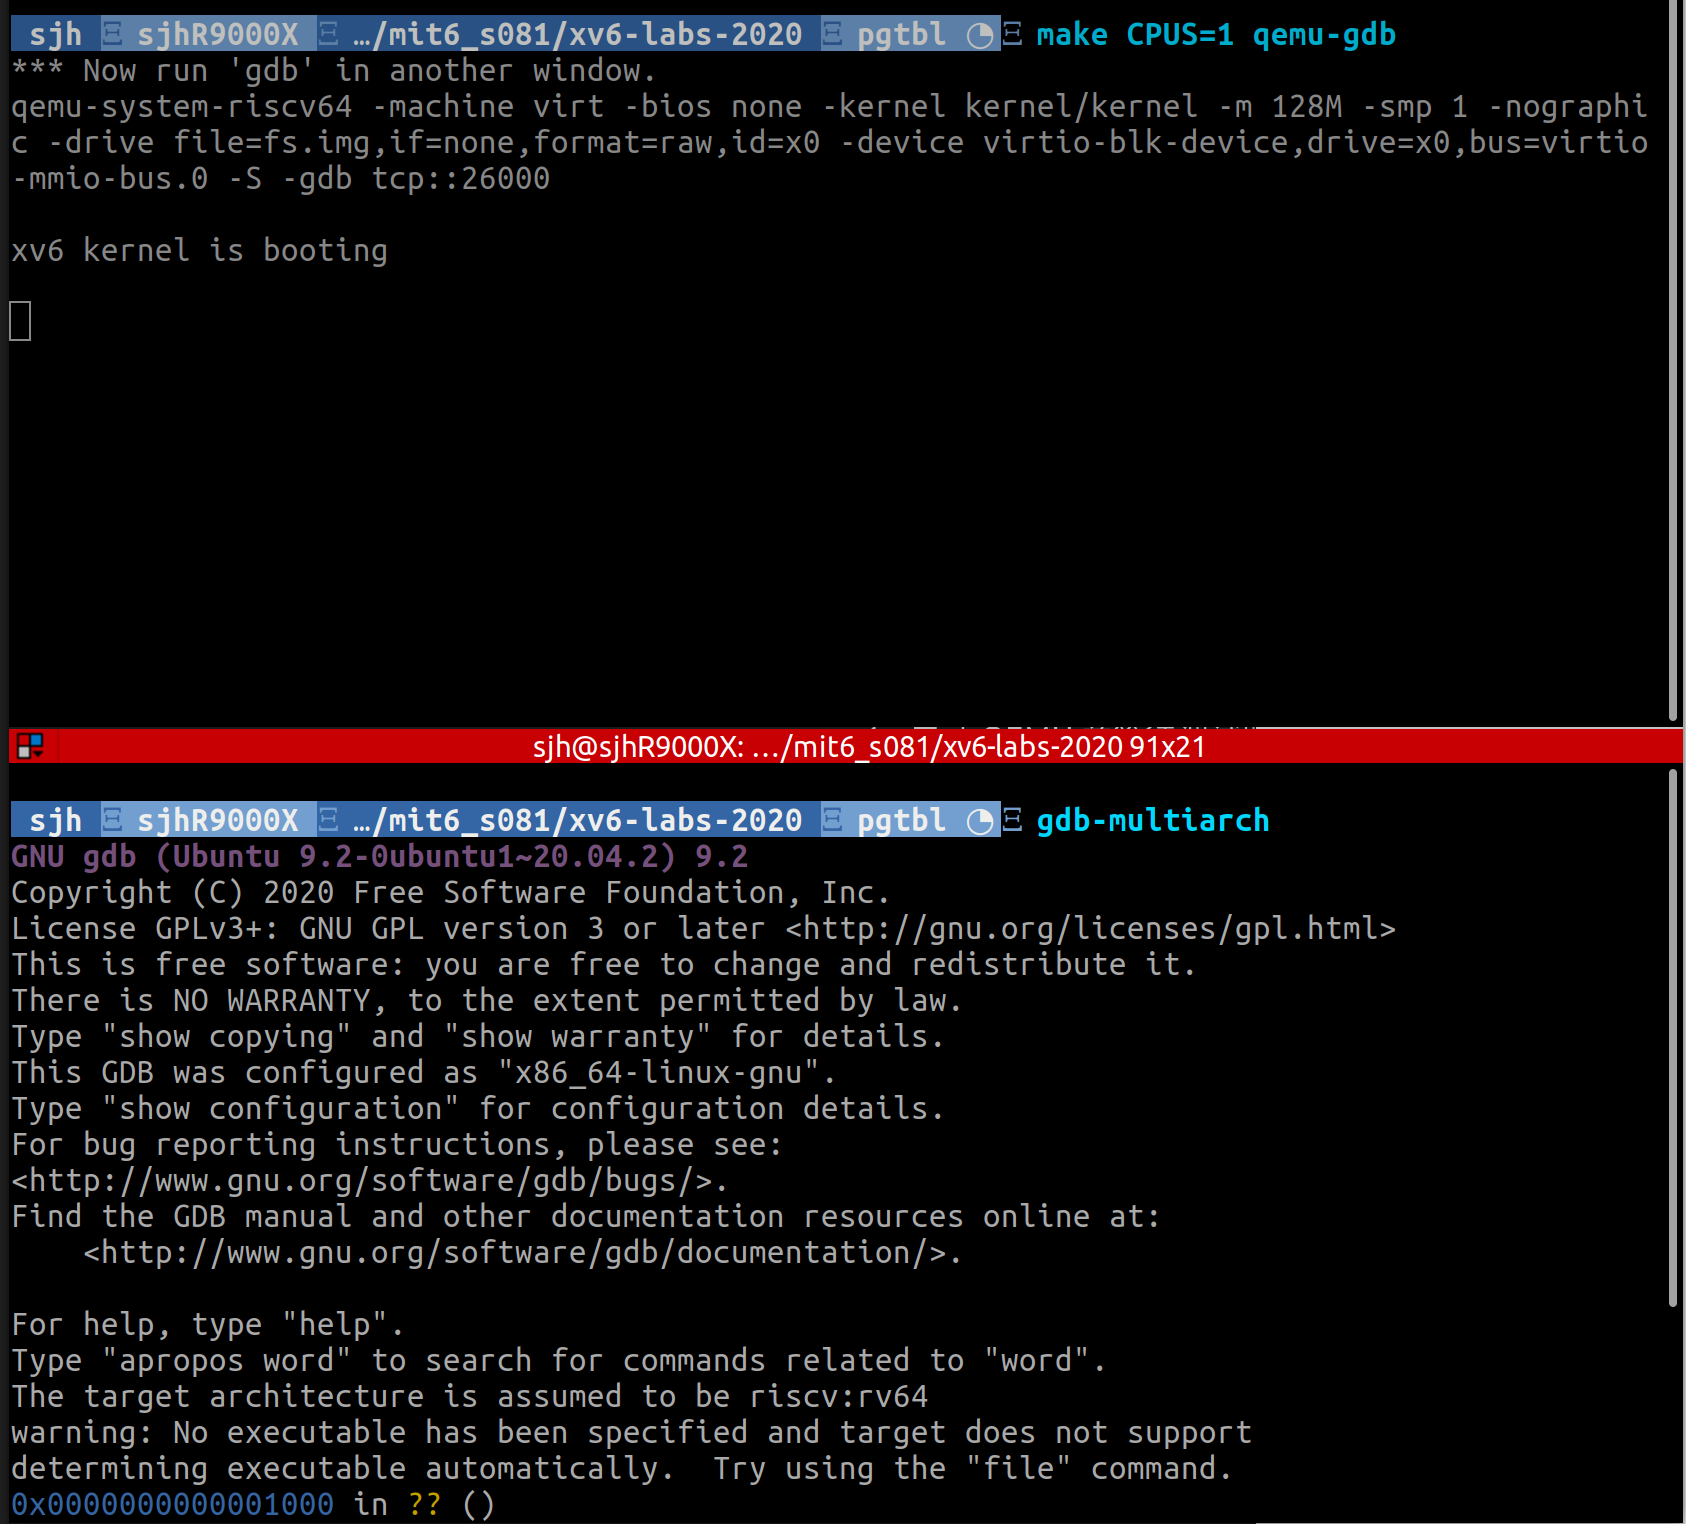 sjh sjhR9000X …/mit6_s081/xv6-labs-2020 pgtbl make CPUS=1 qemu-gdb
*** Now run 'gdb' in another window.
qemu-system-riscv64 -machine virt -bios none -kernel kernel/kernel -m 128M -smp 1 -nographi
c -drive file=fs.img,if=none,format=raw,id=x0 -device virtio-blk-device,drive=x0,bus=virtio
-mmio-bus.0 -S -gdb tcp::26000
xv6 kernel is booting
sjh@sjhR9000X: …/mit6_s081/xv6-labs-2020 91x21
sjh sjhR9000X …/mit6_s081/xv6-labs-2020 pgtbl gdb-multiarch
GNU gdb (Ubuntu 9.2-0ubuntu1~20.04.2) 9.2
Copyright (C) 2020 Free Software Foundation, Inc.
License GPLv3+: GNU GPL version 3 or later <http://gnu.org/licenses/gpl.html>
This is free software: you are free to change and redistribute it.
There is NO WARRANTY, to the extent permitted by law.
Type "show copying" and "show warranty" for details.
This GDB was configured as "x86_64-linux-gnu".
Type "show configuration" for configuration details.
For bug reporting instructions, please see:
<http://www.gnu.org/software/gdb/bugs/>.
Find the GDB manual and other documentation resources online at:
    <http://www.gnu.org/software/gdb/documentation/>.
For help, type "help".
Type "apropos word" to search for commands related to "word".
The target architecture is assumed to be riscv:rv64
warning: No executable has been specified and target does not support
determining executable automatically.  Try using the "file" command.
0x0000000000001000 in ?? ()